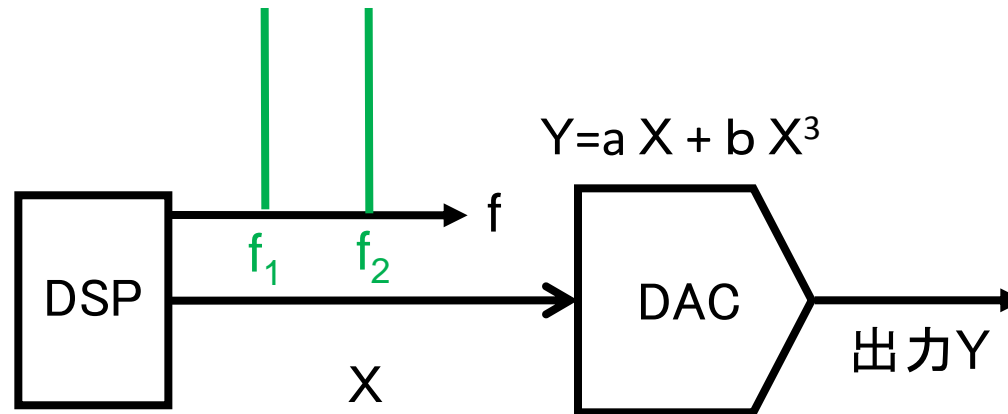 Y=a X + b X³
f
f₁
f₂
DSP
DAC
X
出力Y